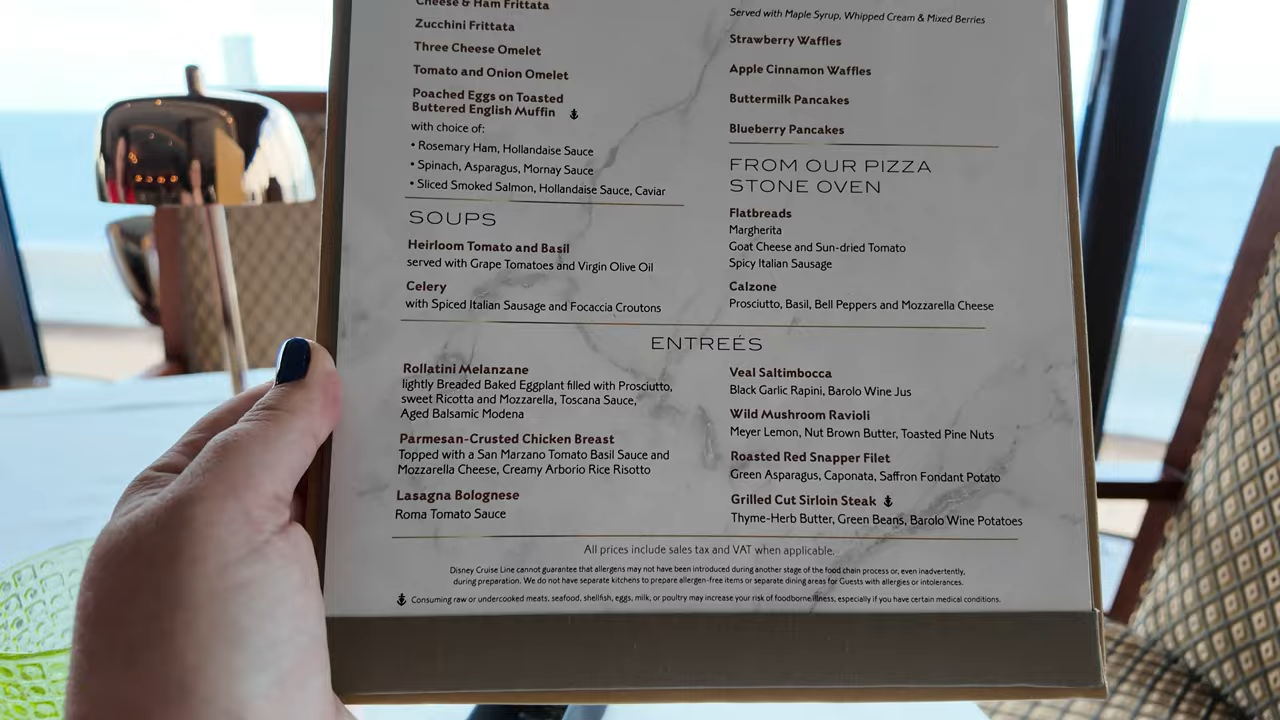 Cheese & Ham Frittata
Zucchini Frittata
Three Cheese Omelet
Tomato and Onion Omelet
Poached Eggs on Toasted
Buttered English Muffin
with choice of:
• Rosemary Ham, Hollandaise Sauce
• Spinach, Asparagus, Mornay Sauce
• Sliced Smoked Salmon, Hollandaise Sauce, Caviar
SOUPS
Heirloom Tomato and Basil
served with Grape Tomatoes and Virgin Olive Oil
Celery
with Spiced Italian Sausage and Focaccia Croutons
Served with Maple Syrup, Whipped Cream & Mixed Berries
Strawberry Waffles
Apple Cinnamon Waffles
Buttermilk Pancakes
Blueberry Pancakes
FROM OUR PIZZA
STONE OVEN
Flatbreads
Margherita
Goat Cheese and Sun-dried Tomato
Spicy Italian Sausage
Calzone
Prosciutto, Basil, Bell Peppers and Mozzarella Cheese
ENTREÉS
Rollatini Melanzane
lightly Breaded Baked Eggplant filled with Prosciutto,
sweet Ricotta and Mozzarella, Toscana Sauce,
Aged Balsamic Modena
Parmesan-Crusted Chicken Breast
Topped with a San Marzano Tomato Basil Sauce and
Mozzarella Cheese, Creamy Arborio Rice Risotto
Lasagna Bolognese
Roma Tomato Sauce
Veal Saltimbocca
Black Garlic Rapini, Barolo Wine Jus
Wild Mushroom Ravioli
Meyer Lemon, Nut Brown Butter, Toasted Pine Nuts
Roasted Red Snapper Filet
Green Asparagus, Caponata, Saffron Fondant Potato
Grilled Cut Sirloin Steak
Thyme-Herb Butter, Green Beans, Barolo Wine Potatoes
All prices include sales tax and VAT when applicable.
Disney Cruise Line cannot guarantee that allergens may not have been introduced during another stage of the food chain process or, even inadvertently,
during preparation. We do not have separate kitchens to prepare allergen-free items or separate dining areas for Guests with allergies or intolerances.
Consuming raw or undercooked meats, seafood, shellfish, eggs, milk, or poultry may increase your risk of foodborne illness, especially if you have certain medical conditions.